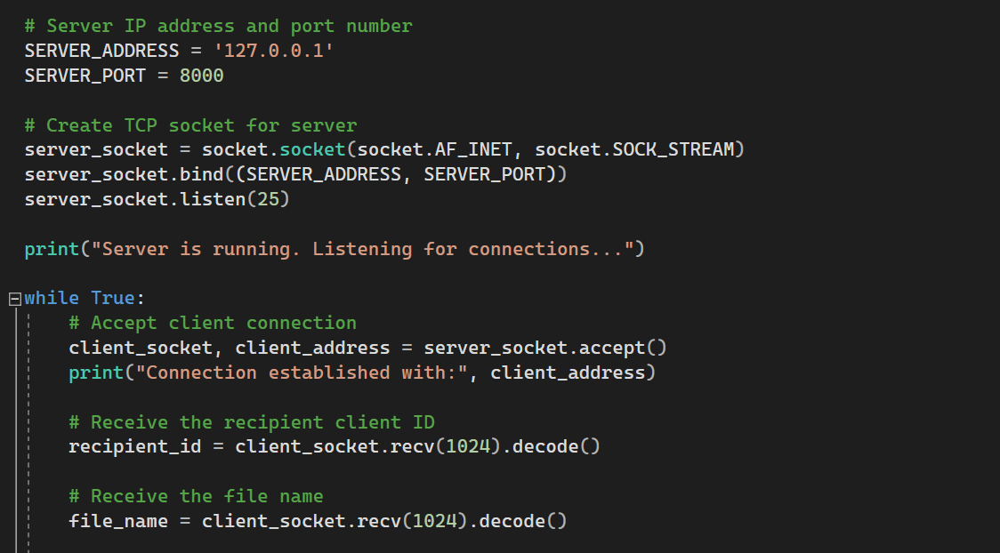 # Server IP address and port number
SERVER_ADDRESS = '127.0.0.1'
SERVER_PORT = 8000
# Create TCP socket for server
server_socket = socket.socket(socket.AF_INET, socket.SOCK_STREAM)
server_socket.bind((SERVER_ADDRESS, SERVER_PORT))
server_socket.listen(25)
print("Server is running. Listening for connections...")
while True:
    # Accept client connection
    client_socket, client_address = server_socket.accept()
    print("Connection established with:", client_address)
    # Receive the recipient client ID
    recipient_id = client_socket.recv(1024).decode()
    # Receive the file name
    file_name = client_socket.recv(1024).decode()